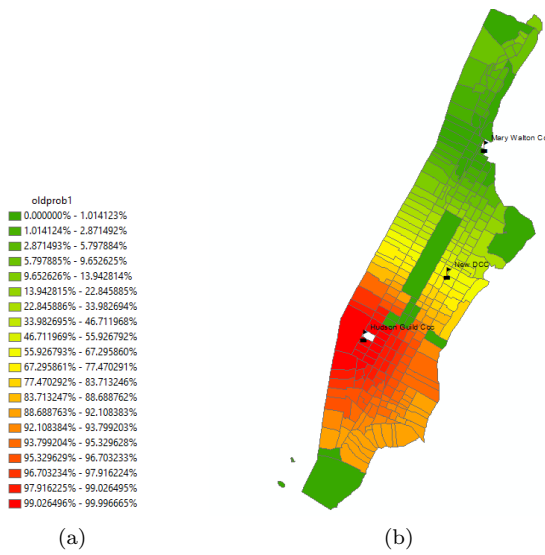 oldprob1
0.000000% - 1.014123%
1.014124% - 2.871492%
2.871493% - 5.797884%
5.797885% - 9.652625%
9.652626% - 13.942814%
13.942815% - 22.845885%
22.845886% - 33.982694%
33.982695% - 46.711968%
46.711969% - 55.926792%
55.926793% - 67.295860%
67.295861% - 77.470291%
77.470292% - 83.713246%
83.713247% - 88.688762%
88.688763% - 92.108383%
92.108384% - 93.799203%
93.799204% - 95.329628%
95.329629% - 96.703233%
96.703234% - 97.916224%
97.916225% - 99.026495%
99.026496% - 99.996665%
(a)
Mary Walton Cc
New DCC
Hudson Guild Ccc
(b)